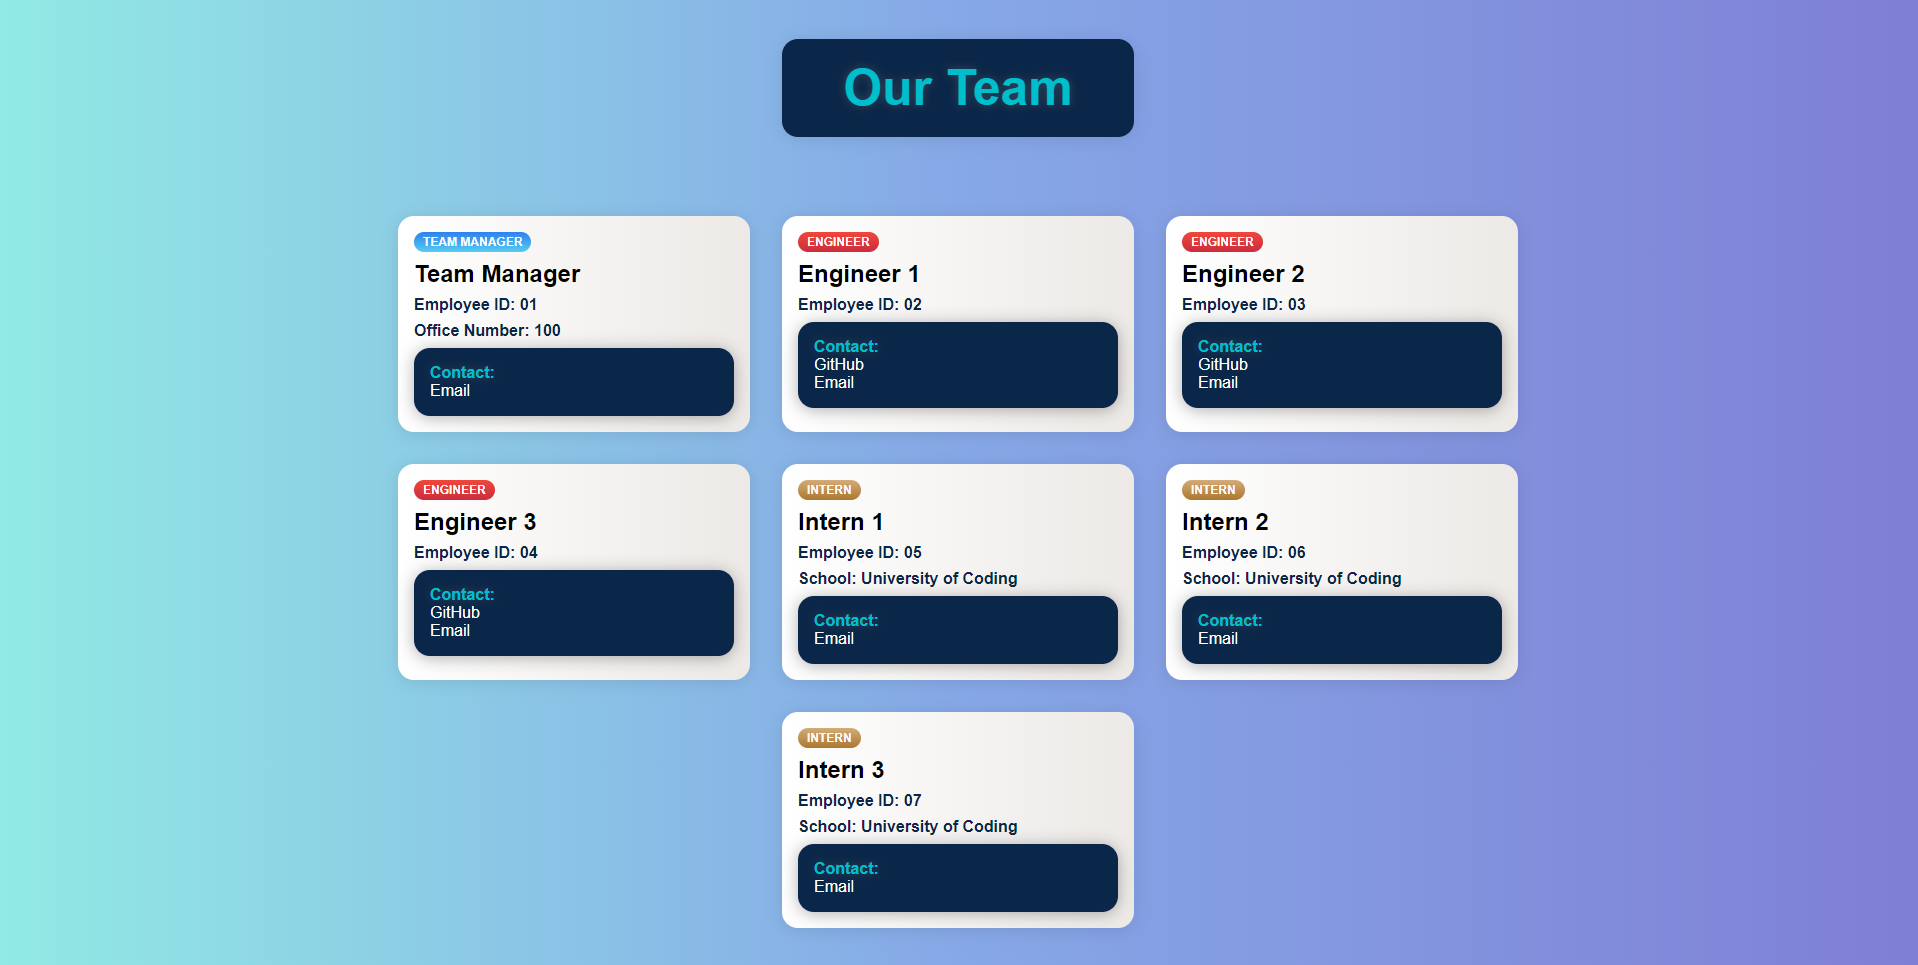 Our Team
TEAM MANAGER
Team Manager
Employee ID: 01
Office Number: 100
Contact:
Email
ENGINEER
Engineer 1
Employee ID: 02
Contact:
GitHub
Email
ENGINEER
Engineer 2
Employee ID: 03
Contact:
GitHub
Email
ENGINEER
Engineer 3
Employee ID: 04
Contact:
GitHub
Email
INTERN
Intern 1
Employee ID: 05
School: University of Coding
Contact:
Email
INTERN
Intern 2
Employee ID: 06
School: University of Coding
Contact:
Email
INTERN
Intern 3
Employee ID: 07
School: University of Coding
Contact:
Email